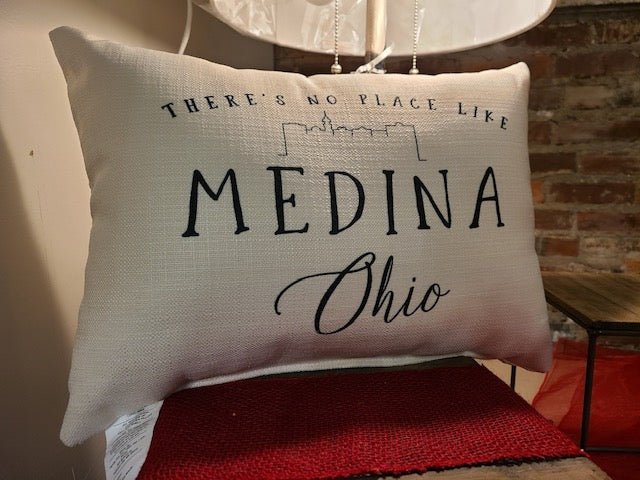 THERE'S NO PLACE LIKE
MEDINA
Ohio